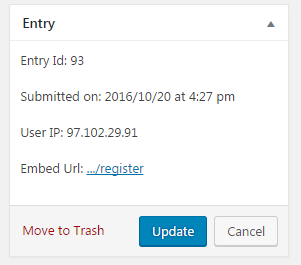 Entry
Entry Id: 93
Submitted on: 2016/10/20 at 4:27 pm
User IP: 97.102.29.91
Embed Url: .../register
Move to Trash Update Cancel